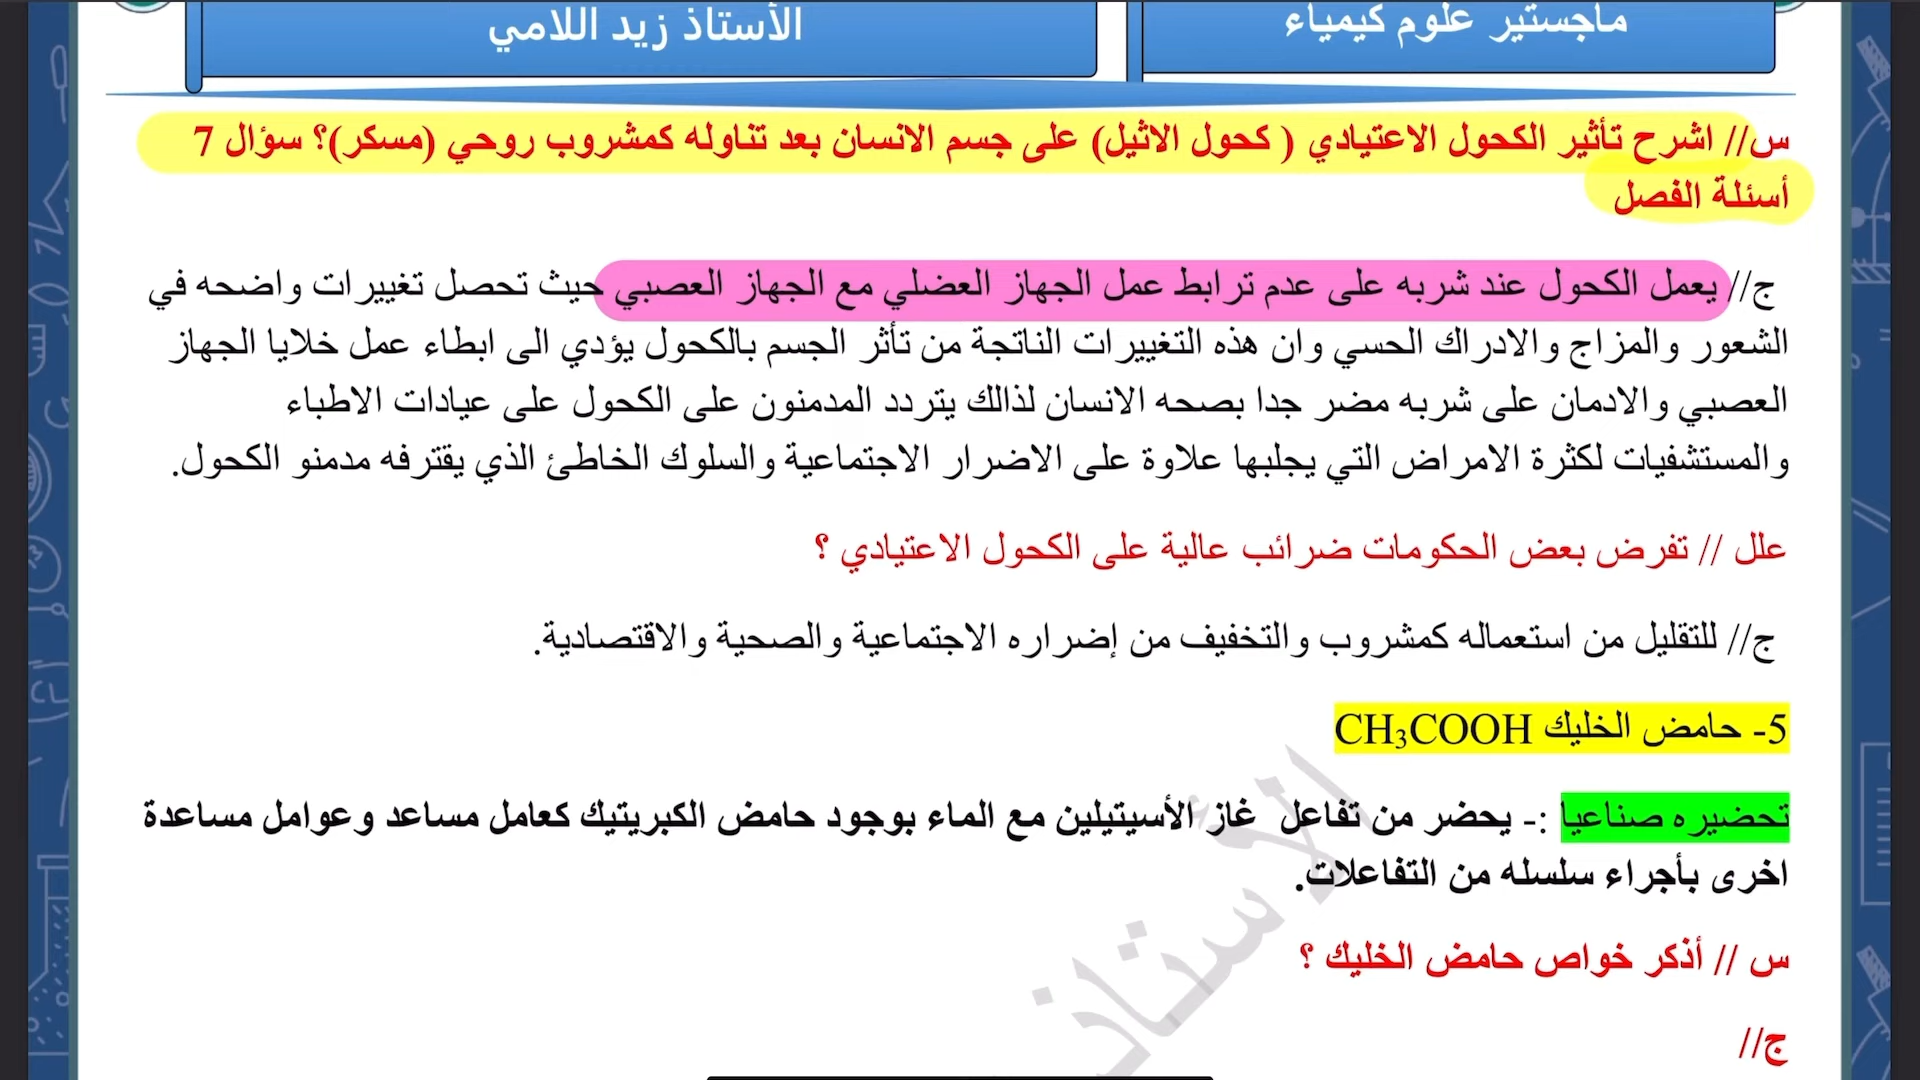 ماجستير علوم كيمياء
الأستاذ زيد اللامي
س// اشرح تأثير الكحول الاعتيادي ( كحول الاثيل) على جسم الانسان بعد تناوله كمشروب روحي (مسكر)؟ سؤال 7
أسئلة الفصل
ج// يعمل الكحول عند شربه على عدم ترابط عمل الجهاز العضلي مع الجهاز العصبي حيث تحصل تغييرات واضحه في
الشعور والمزاج والادراك الحسي وان هذه التغييرات الناتجة من تأثر الجسم بالكحول يؤدي الى ابطاء عمل خلايا الجهاز
العصبي والادمان على شربه مضر جدا بصحه الانسان لذالك يتردد المدمنون على الكحول على عيادات الاطباء
والمستشفيات لكثرة الامراض التي يجلبها علاوة على الاضرار الاجتماعية والسلوك الخاطئ الذي يقترفه مدمنو الكحول.
علل // تفرض بعض الحكومات ضرائب عالية على الكحول الاعتيادي ؟
ج// للتقليل من استعماله كمشروب والتخفيف من إضراره الاجتماعية والصحية والاقتصادية.
5- حامض الخليك CH₃COOH
تحضيره صناعيا :- يحضر من تفاعل غاز الأسيتيلين مع الماء بوجود حامض الكبريتيك كعامل مساعد وعوامل مساعدة
اخرى بأجراء سلسله من التفاعلات.
س // أذكر خواص حامض الخليك ؟
ج//
الأستاذ